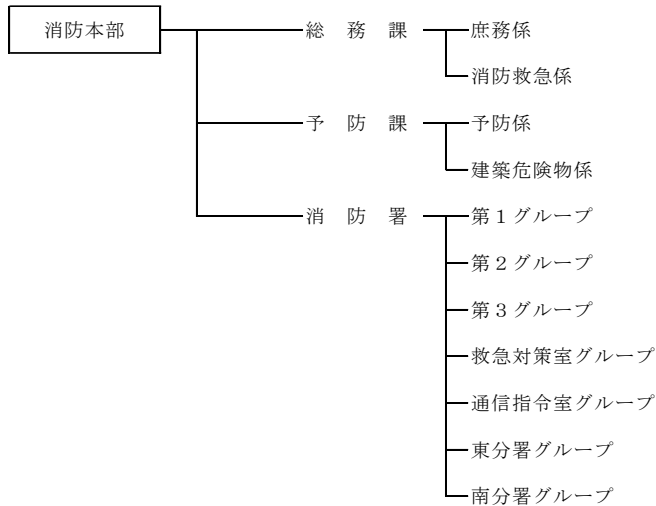 消防本部 総務課 庶務係
消防救急係
予防課 予防係
建築危険物係
消防署 第1グループ
第2グループ
第3グループ
救急対策室グループ
通信指令室グループ
東分署グループ
南分署グループ